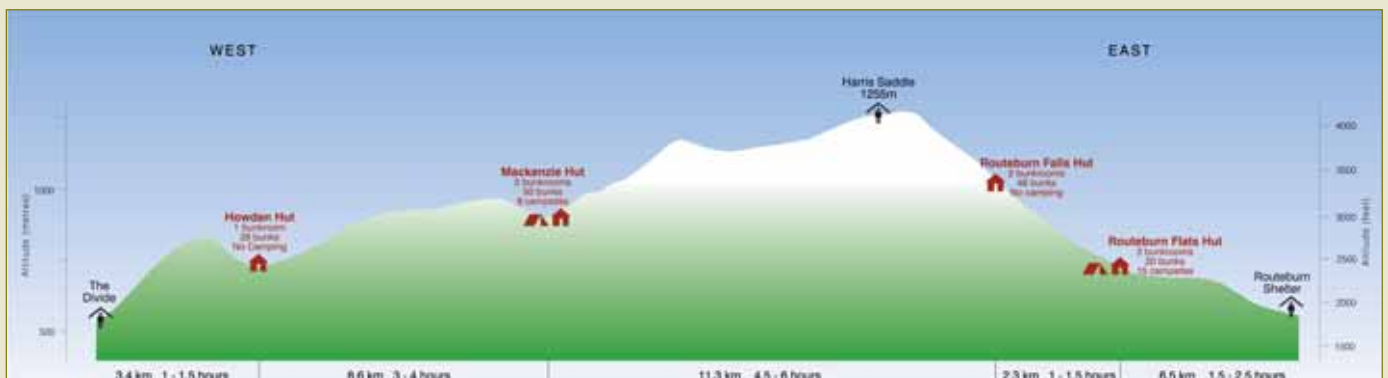 WEST
EAST
Harris Saddle
1255m
Mackenzie Hut
2 bunkrooms
50 bunks
9 campsites
Routeburn Falls Hut
2 bunkrooms
48 bunks
No camping
Howden Hut
1 bunkroom
28 bunks
No Camping
Routeburn Flats Hut
2 bunkrooms
20 bunks
15 campsites
The
Divide
Routeburn
Shelter
Altitude (metres)
1000
500
Altitude (feet)
4000
3500
3000
2500
2000
1500
3.4 km 1 - 1.5 hours
8.6 km 3 - 4 hours
11.3 km 4.5 - 6 hours
2.3 km 1 - 1.5 hours
6.5 km 1.5 - 2.5 hours